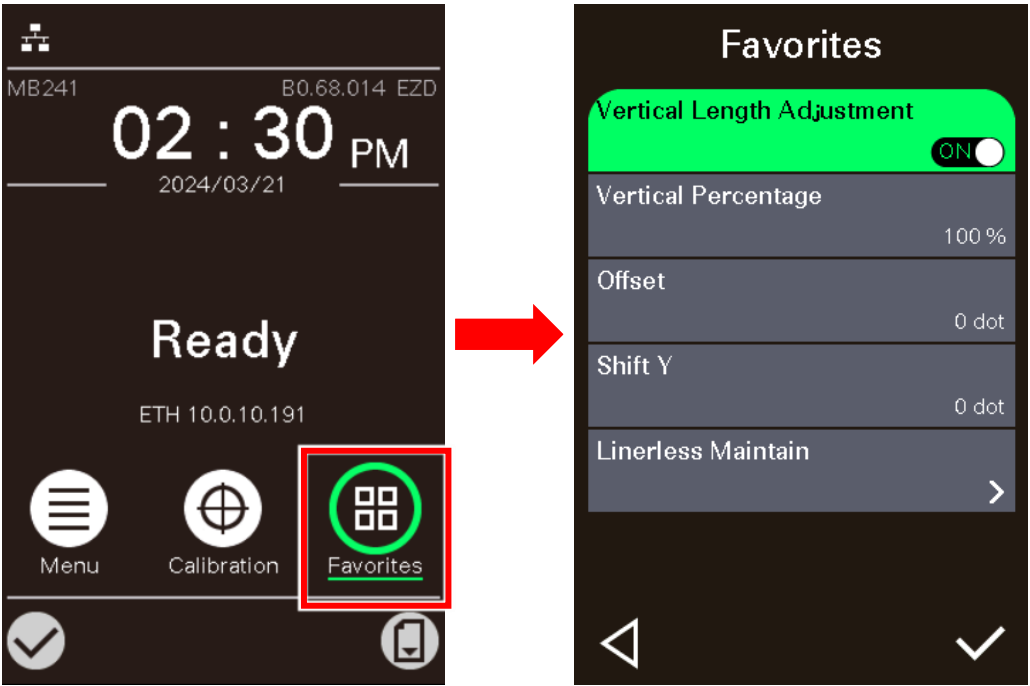 MB241 B0.68.014 EZD
02 : 30 PM
2024/03/21
Ready
ETH 10.0.10.191
Menu Calibration Favorites
Favorites
Vertical Length Adjustment
ON
Vertical Percentage
100 %
Offset
0 dot
Shift Y
0 dot
Linerless Maintain